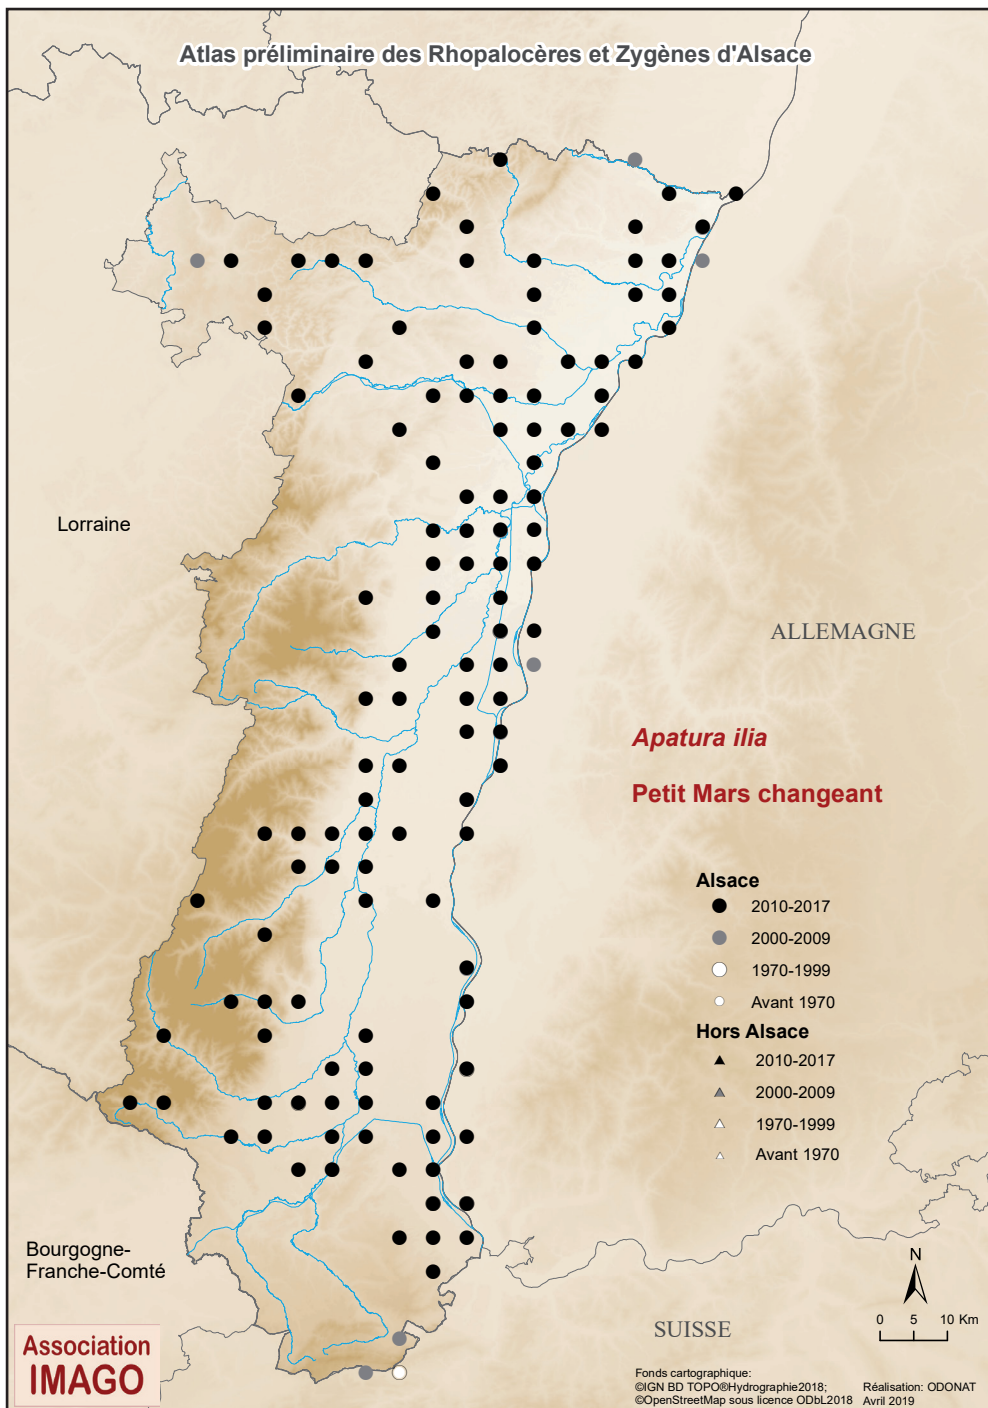 Atlas préliminaire des Rhopalocères et Zygènes d'Alsace
Lorraine
ALLEMAGNE
Apatura ilia
Petit Mars changeant
Alsace
2010-2017
2000-2009
1970-1999
Avant 1970
Hors Alsace
2010-2017
2000-2009
1970-1999
Avant 1970
Bourgogne-
Franche-Comté
N
0 5 10 Km
SUISSE
Association
IMAGO
Fonds cartographique:
©IGN BD TOPO®Hydrographie2018;
©OpenStreetMap sous licence ODbL2018
Réalisation: ODONAT
Avril 2019